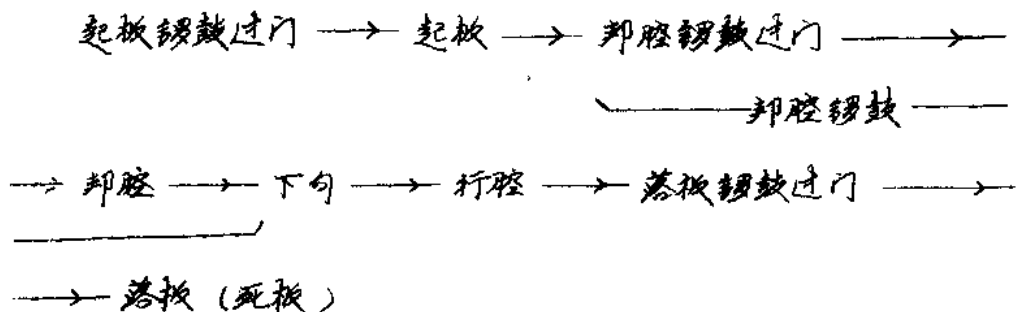 起板锣鼓过门 → 起板 → 邦腔锣鼓过门 →
邦腔锣鼓
→ 邦腔 → 下句 → 行腔 → 落板锣鼓过门 →
→ 落板（死板）